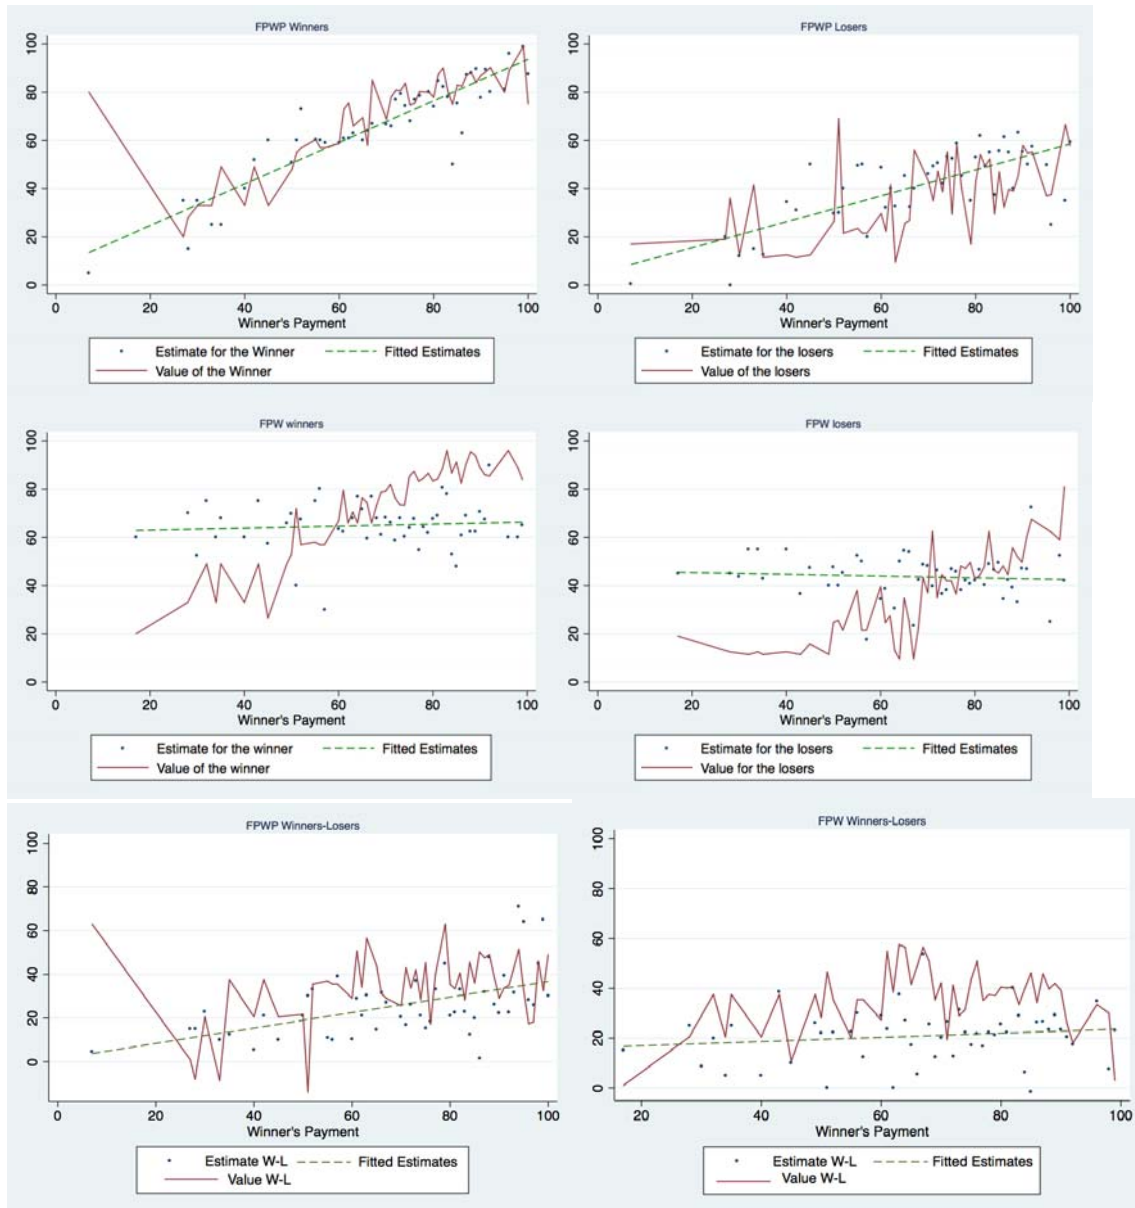 FPWP Winners
100
80
60
40
20
0
0 20 40 60 80 100
Winner's Payment
Estimate for the Winner Fitted Estimates
Value of the Winner
FPWP Losers
100
80
60
40
20
0
0 20 40 60 80 100
Winner's Payment
Estimate for the losers Fitted Estimates
Value of the losers
FPW winners
100
80
60
40
20
0
0 20 40 60 80 100
Winner's Payment
Estimate for the winner Fitted Estimates
Value of the winner
FPW losers
100
80
60
40
20
0
0 20 40 60 80 100
Winner's Payment
Estimate for the losers Fitted Estimates
Value for the losers
FPWP Winners-Losers
100
80
60
40
20
0
0 20 40 60 80 100
Winner's Payment
Estimate W-L Fitted Estimates
Value W-L
FPW Winners-Losers
100
80
60
40
20
0
20 40 60 80 100
Winner's Payment
Estimate W-L Fitted Estimates
Value W-L